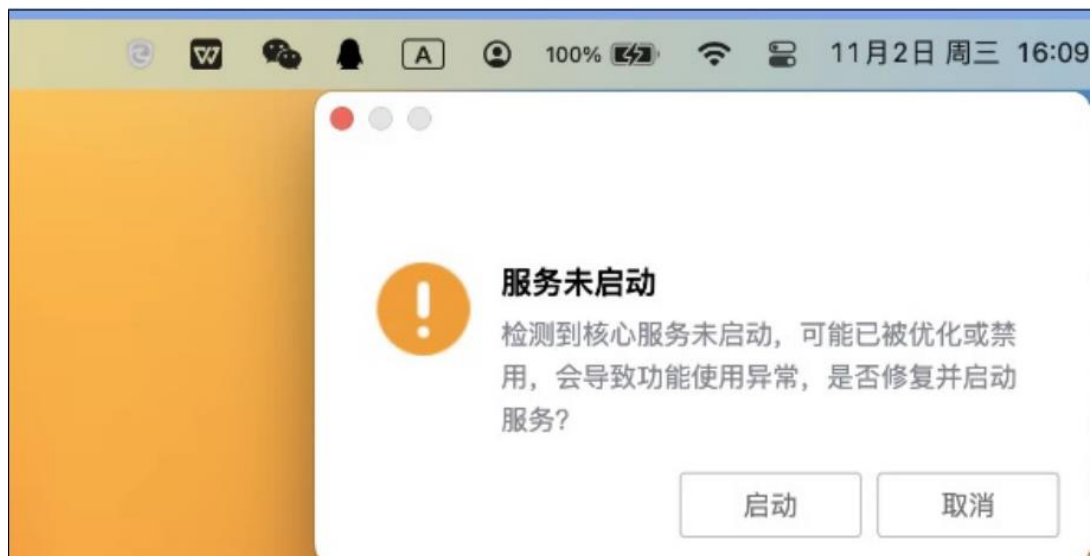 A 100% 11月2日 周三 16:09
服务未启动
检测到核心服务未启动，可能已被优化或禁
用，会导致功能使用异常，是否修复并启动
服务?
启动 取消